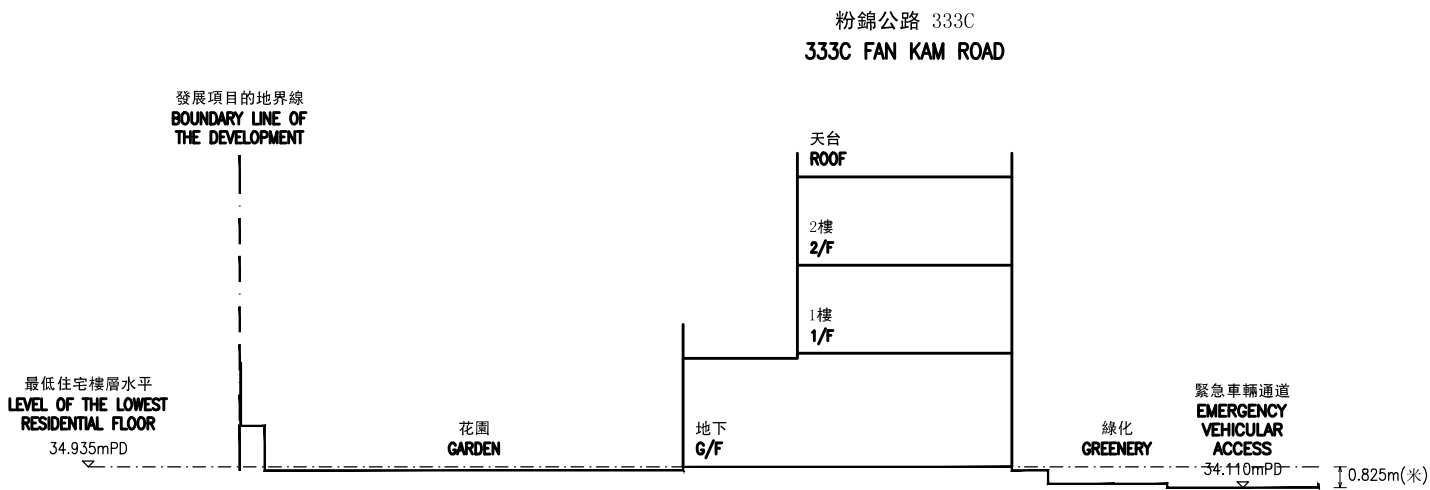 粉錦公路 333C
333C FAN KAM ROAD
發展項目的地界線
BOUNDARY LINE OF
THE DEVELOPMENT
天台
ROOF
2樓
2/F
1樓
1/F
最低住宅樓層水平
LEVEL OF THE LOWEST
RESIDENTIAL FLOOR
34.935mPD
花園
GARDEN
地下
G/F
綠化
GREENERY
緊急車輛通道
EMERGENCY
VEHICULAR
ACCESS
34.110mPD
0.825m(米)